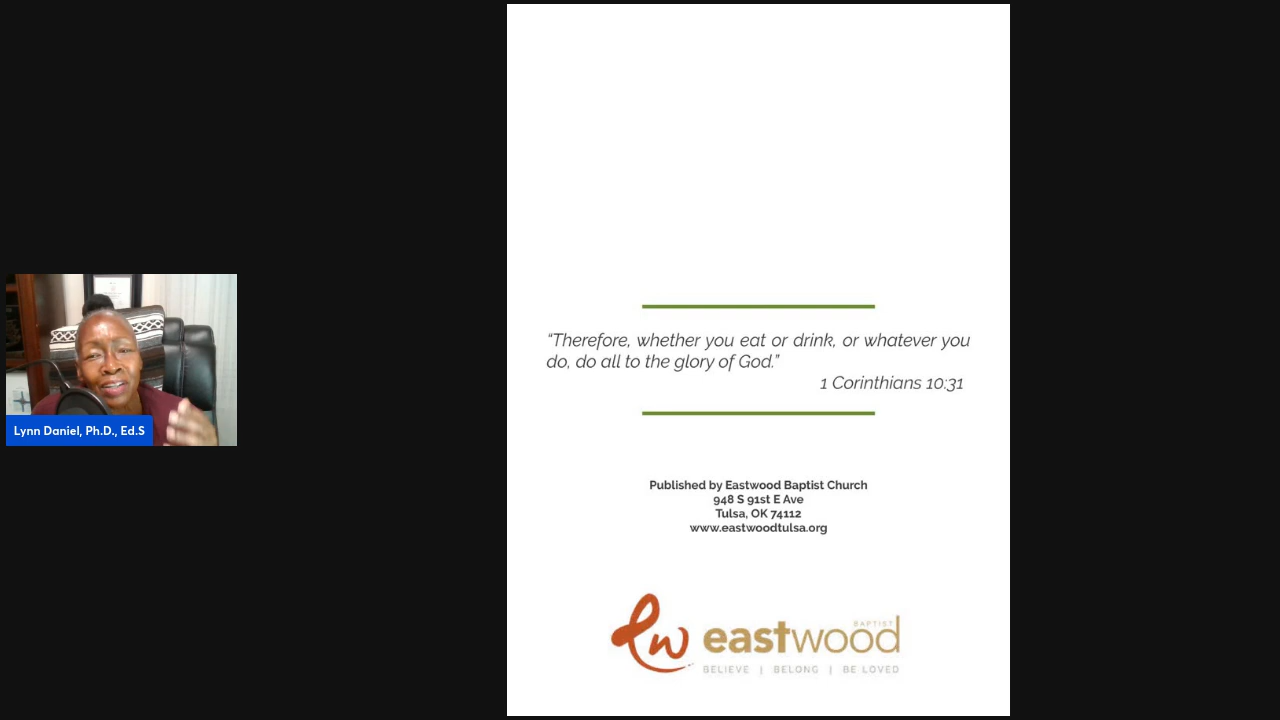 Lynn Daniel, Ph.D., Ed.S
“Therefore, whether you eat or drink, or whatever you
do, do all to the glory of God.”
1 Corinthians 10:31
Published by Eastwood Baptist Church
948 S 91st E Ave
Tulsa, OK 74112
www.eastwoodtulsa.org
ew
BAPTIST
eastwood
BELIEVE | BELONG | BE LOVED